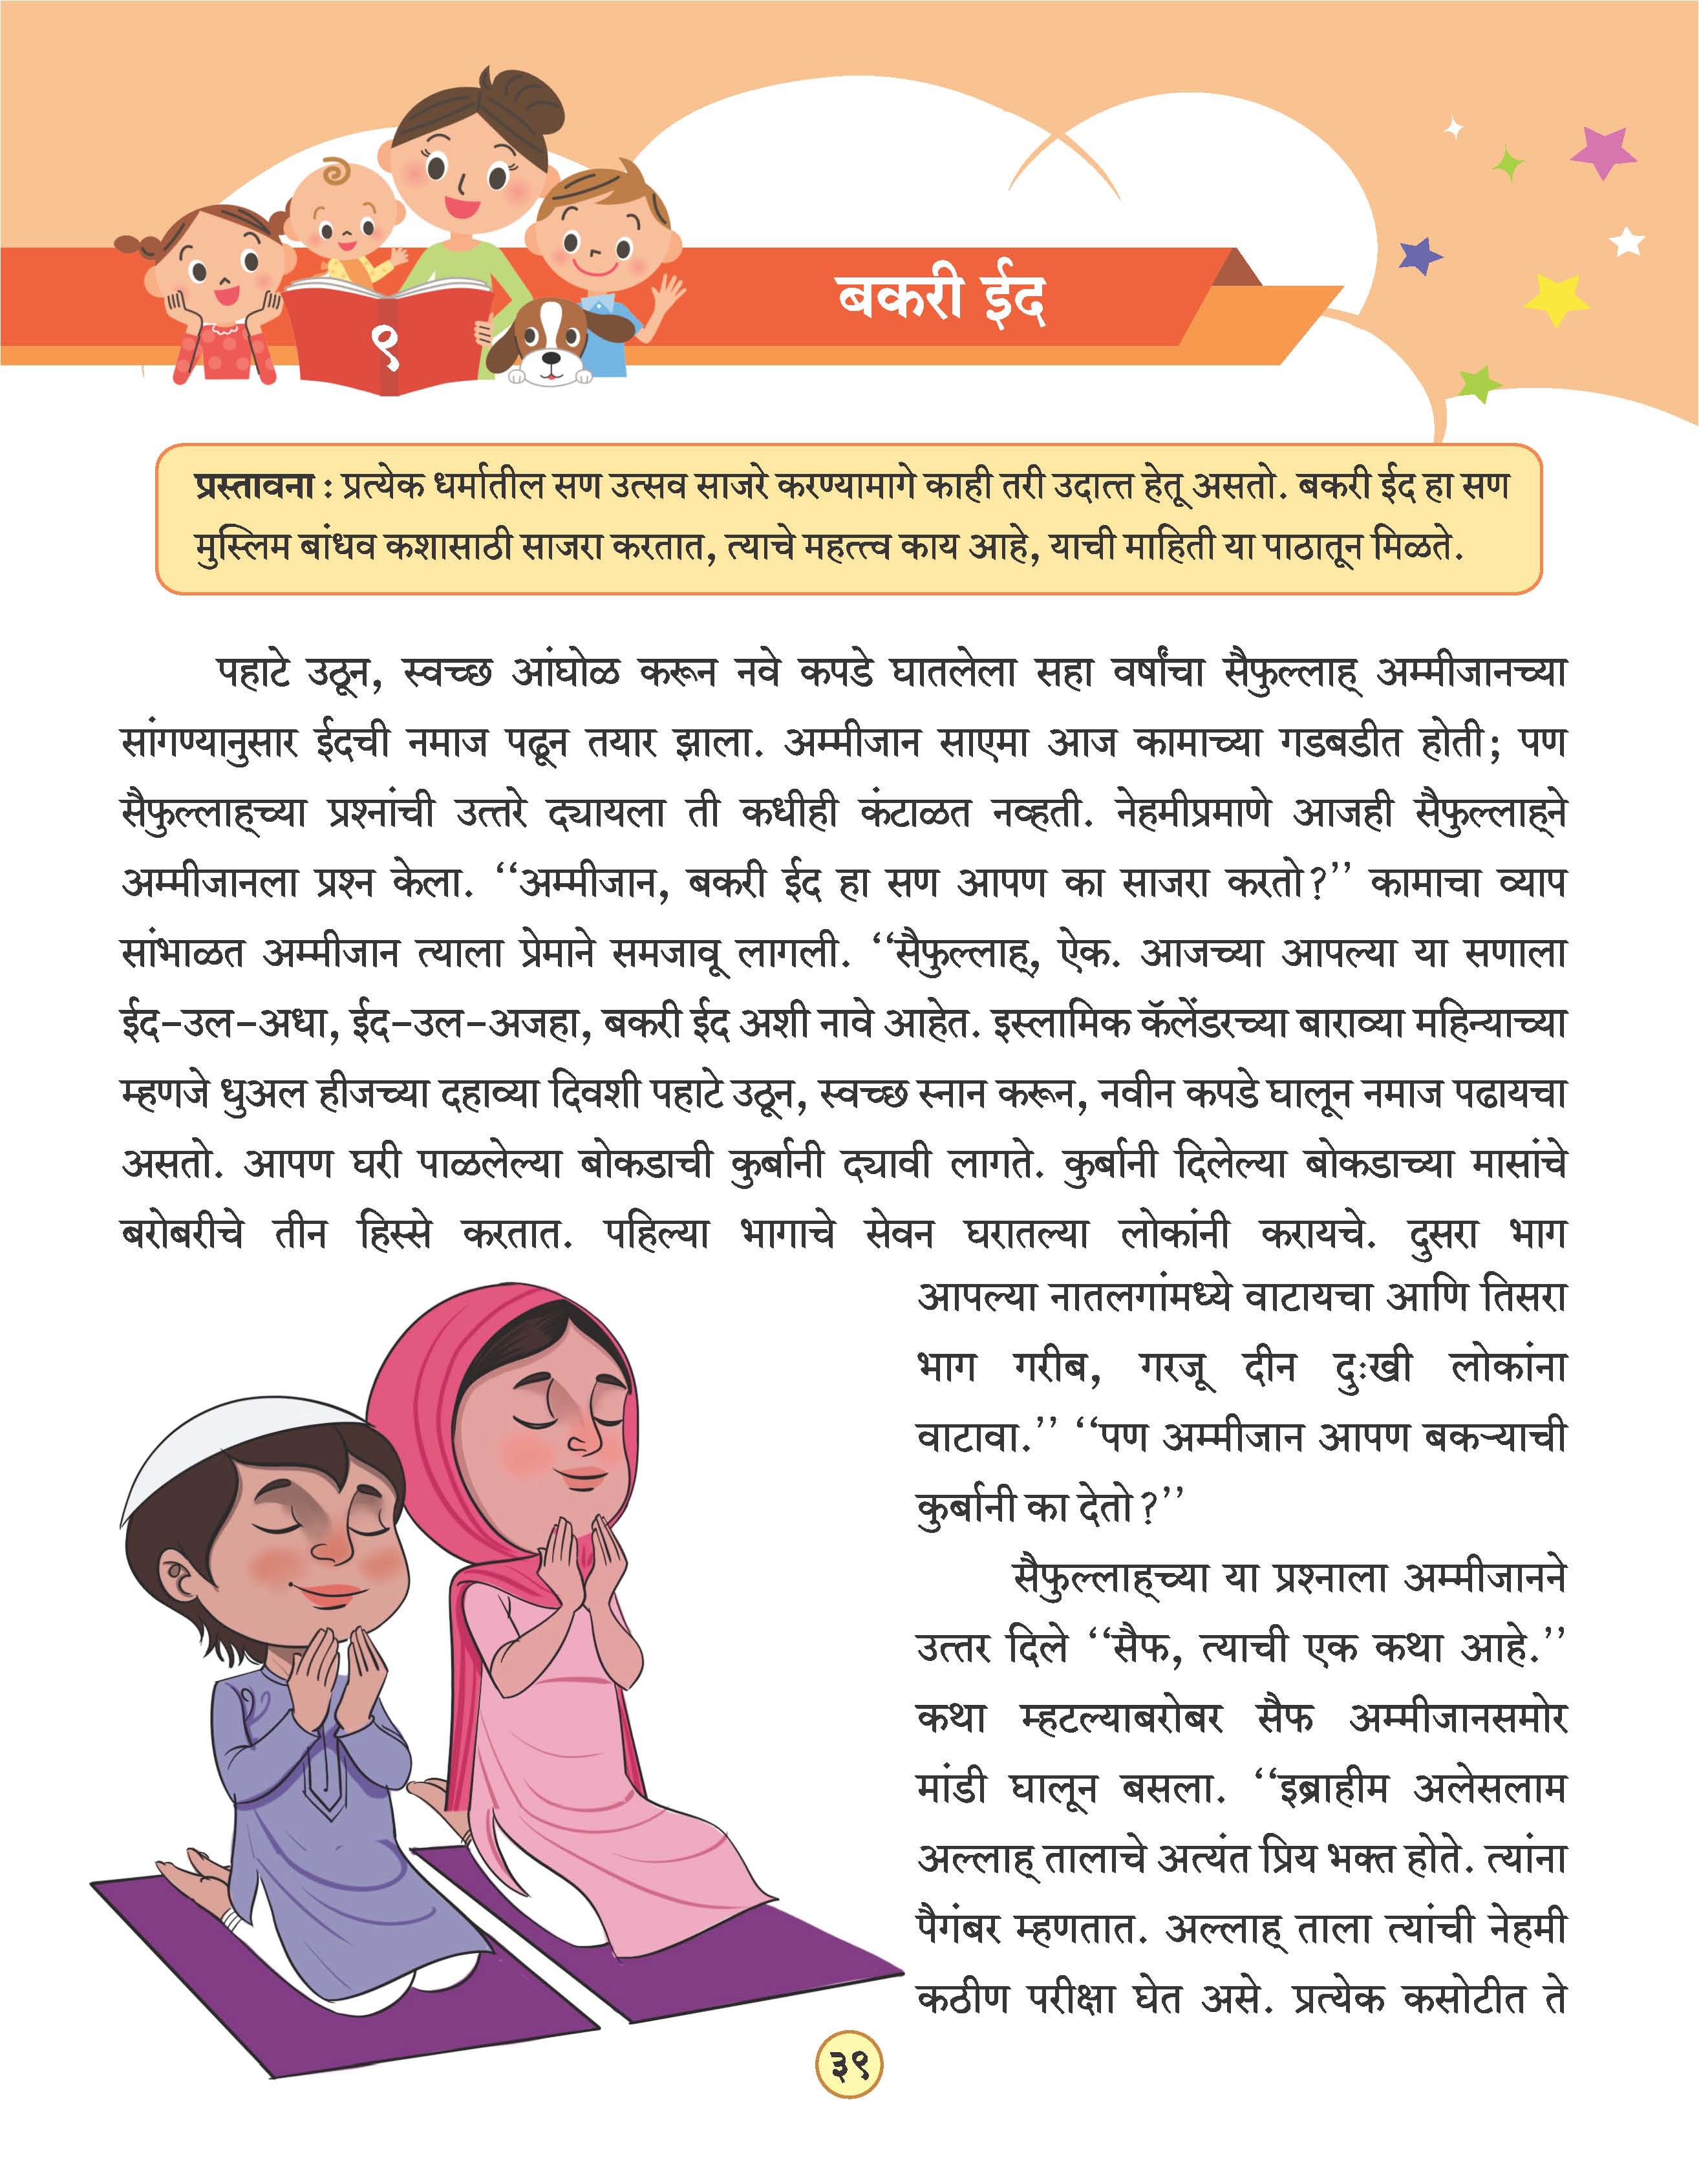 ९
बकरी ईद
प्रस्तावना : प्रत्येक धर्मातील सण उत्सव साजरे करण्यामागे काही तरी उदात्त हेतू असतो. बकरी ईद हा सण
मुस्लिम बांधव कशासाठी साजरा करतात, त्याचे महत्त्व काय आहे, याची माहिती या पाठातून मिळते.
पहाटे उठून, स्वच्छ आंघोळ करून नवे कपडे घातलेला सहा वर्षांचा सैफुल्लाह् अम्मीजानच्या
सांगण्यानुसार ईदची नमाज पढून तयार झाला. अम्मीजान साएमा आज कामाच्या गडबडीत होती; पण
सैफुल्लाह्च्या प्रश्नांची उत्तरे द्यायला ती कधीही कंटाळत नव्हती. नेहमीप्रमाणे आजही सैफुल्लाह्ने
अम्मीजानला प्रश्न केला. ‘‘अम्मीजान, बकरी ईद हा सण आपण का साजरा करतो?’’ कामाचा व्याप
सांभाळत अम्मीजान त्याला प्रेमाने समजावू लागली. ‘‘सैफुल्लाह्, ऐक. आजच्या आपल्या या सणाला
ईद-उल-अधा, ईद-उल-अजहा, बकरी ईद अशी नावे आहेत. इस्लामिक कॅलेंडरच्या बाराव्या महिन्याच्या
म्हणजे धुअल हीजच्या दहाव्या दिवशी पहाटे उठून, स्वच्छ स्नान करून, नवीन कपडे घालून नमाज पढायचा
असतो. आपण घरी पाळलेल्या बोकडाची कुर्बानी द्यावी लागते. कुर्बानी दिलेल्या बोकडाच्या मासांचे
बरोबरीचे तीन हिस्से करतात. पहिल्या भागाचे सेवन घरातल्या लोकांनी करायचे. दुसरा भाग
आपल्या नातलगांमध्ये वाटायचा आणि तिसरा
भाग गरीब, गरजू दीन दुःखी लोकांना
वाटावा.’’ ‘‘पण अम्मीजान आपण बकऱ्याची
कुर्बानी का देतो?’’
सैफुल्लाह्च्या या प्रश्नाला अम्मीजानने
उत्तर दिले ‘‘सैफ, त्याची एक कथा आहे.’’
कथा म्हटल्याबरोबर सैफ अम्मीजानसमोर
मांडी घालून बसला. ‘‘इब्राहीम अलेसलाम
अल्लाह् तालाचे अत्यंत प्रिय भक्त होते. त्यांना
पैगंबर म्हणतात. अल्लाह् ताला त्यांची नेहमी
कठीण परीक्षा घेत असे. प्रत्येक कसोटीत ते
३९